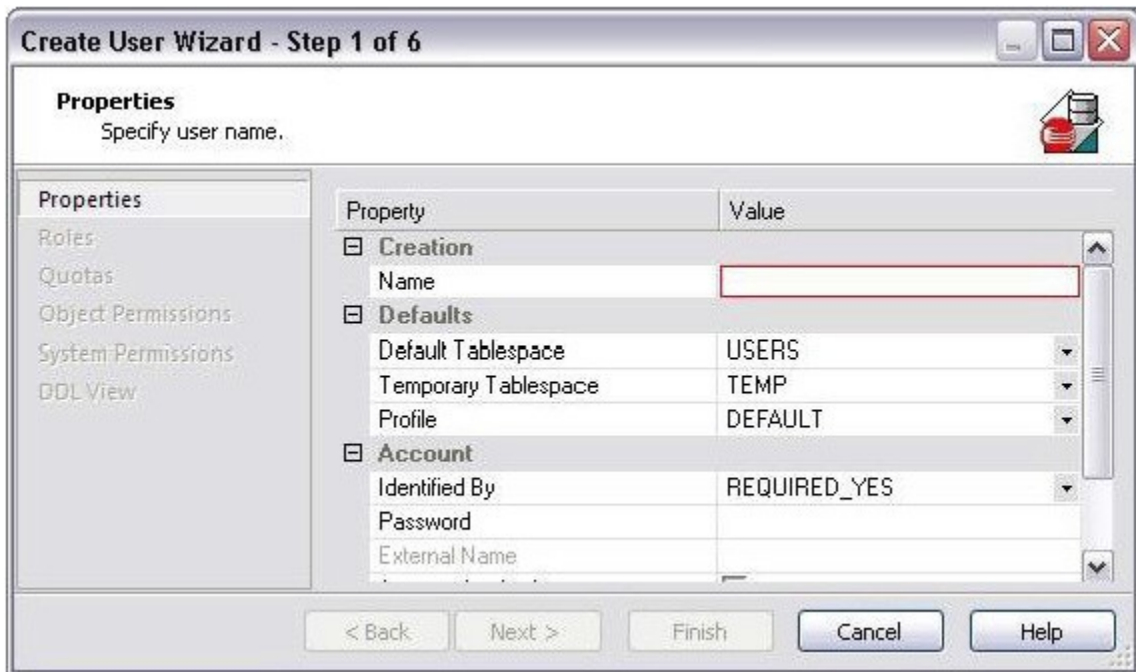 Create User Wizard - Step 1 of 6
Properties
Specify user name.
Properties
Roles
Quotas
Object Permissions
System Permissions
DDL View
Property Value
Creation
Name
Defaults
Default Tablespace USERS
Temporary Tablespace TEMP
Profile DEFAULT
Account
Identified By REQUIRED_YES
Password
External Name
< Back Next > Finish Cancel Help